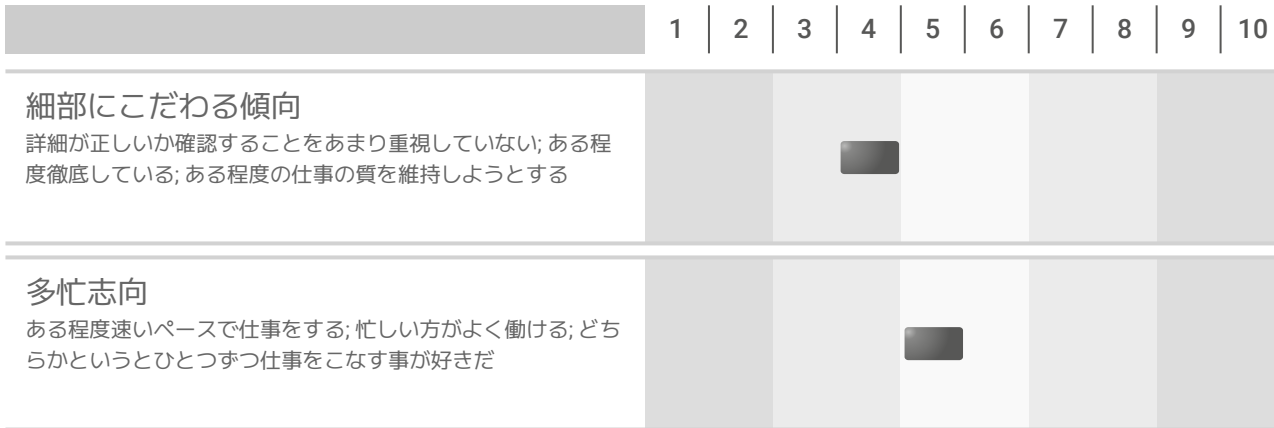 1 2 3 4 5 6 7 8 9 10
細部にこだわる傾向
詳細が正しいか確認することをあまり重視していない; ある程
度徹底している; ある程度の仕事の質を維持しようとする
多忙志向
ある程度速いペースで仕事をする; 忙しい方がよく働ける; どち
らかというとひとつずつ仕事をこなす事が好きだ